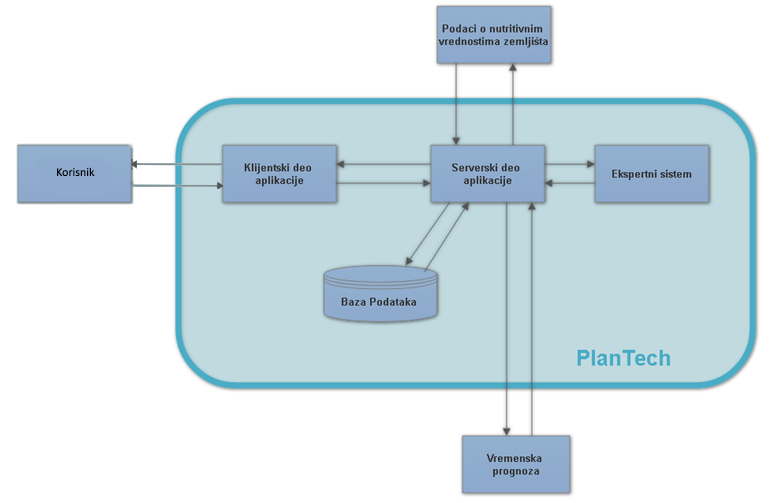 Podaci o nutritivnim
vrednostima zemljišta
Korisnik
Klijentski deo
aplikacije
Serverski deo
aplikacije
Ekspertni sistem
Baza Podataka
PlanTech
Vremenska
prognoza